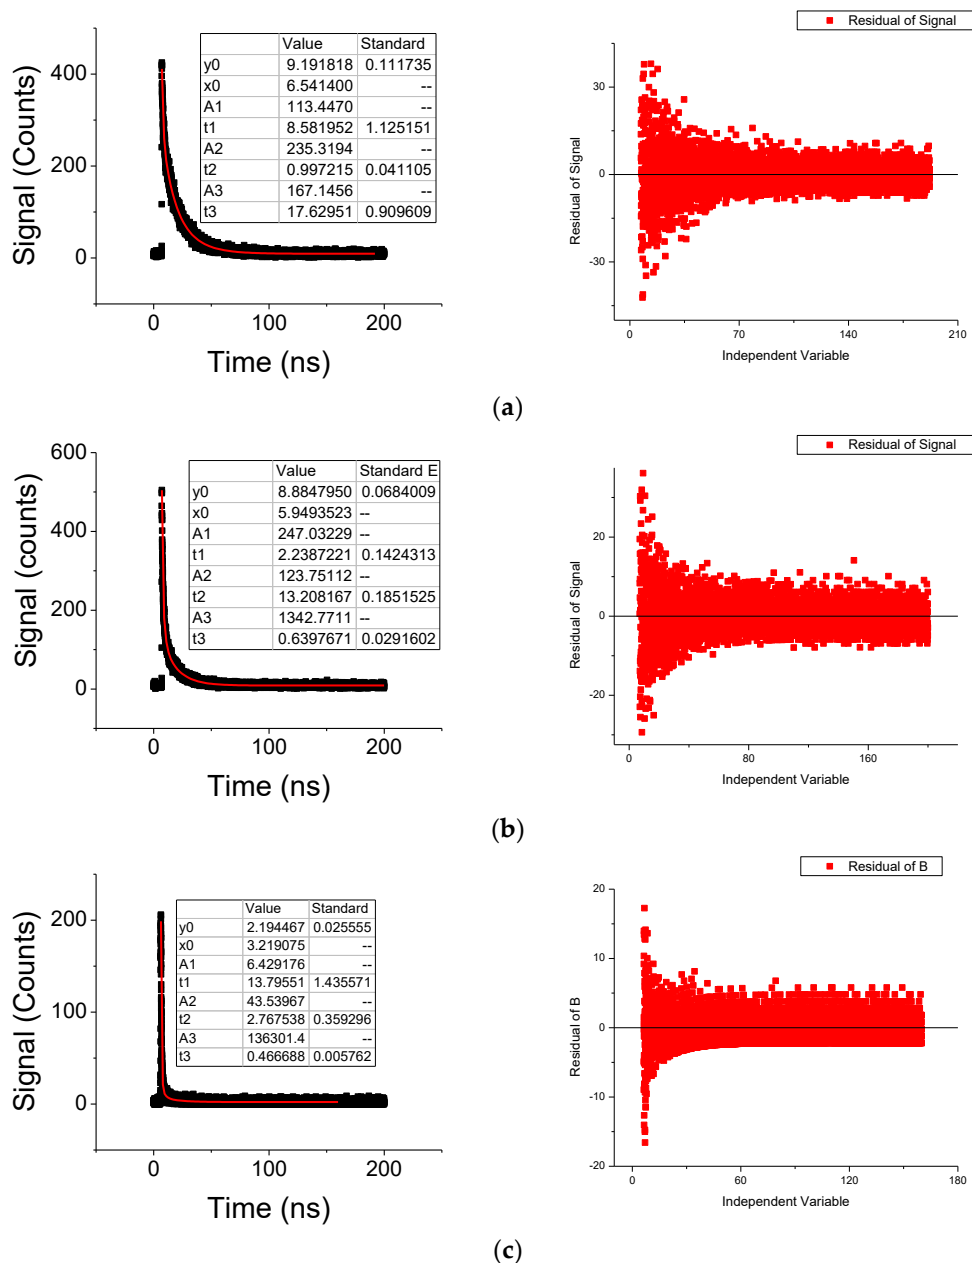 Residual of Signal
Value Standard
y0 9.191818 0.111735
x0 6.541400 --
A1 113.4470 --
t1 8.581952 1.125151
A2 235.3194 --
t2 0.997215 0.041105
A3 167.1456 --
t3 17.62951 0.909609
400
200
0
Signal (Counts)
0 100 200
Time (ns)
30
0
-30
Residual of Signal
0 70 140 210
Independent Variable
(a)
Residual of Signal
Value Standard E
y0 8.8847950 0.0684009
x0 5.9493523 --
A1 247.03229 --
t1 2.2387221 0.1424313
A2 123.75112 --
t2 13.208167 0.1851525
A3 1342.7711 --
t3 0.6397671 0.0291602
600
400
200
0
Signal (counts)
0 100 200
Time (ns)
20
0
-20
Residual of Signal
0 80 160
Independent Variable
(b)
Residual of B
Value Standard
y0 2.194467 0.025555
x0 3.219075 --
A1 6.429176 --
t1 13.79551 1.435571
A2 43.53967 --
t2 2.767538 0.359296
A3 136301.4 --
t3 0.466688 0.005762
200
100
0
Signal (Counts)
0 100 200
Time (ns)
20
10
0
-10
-20
Residual of B
0 60 120 180
Independent Variable
(c)